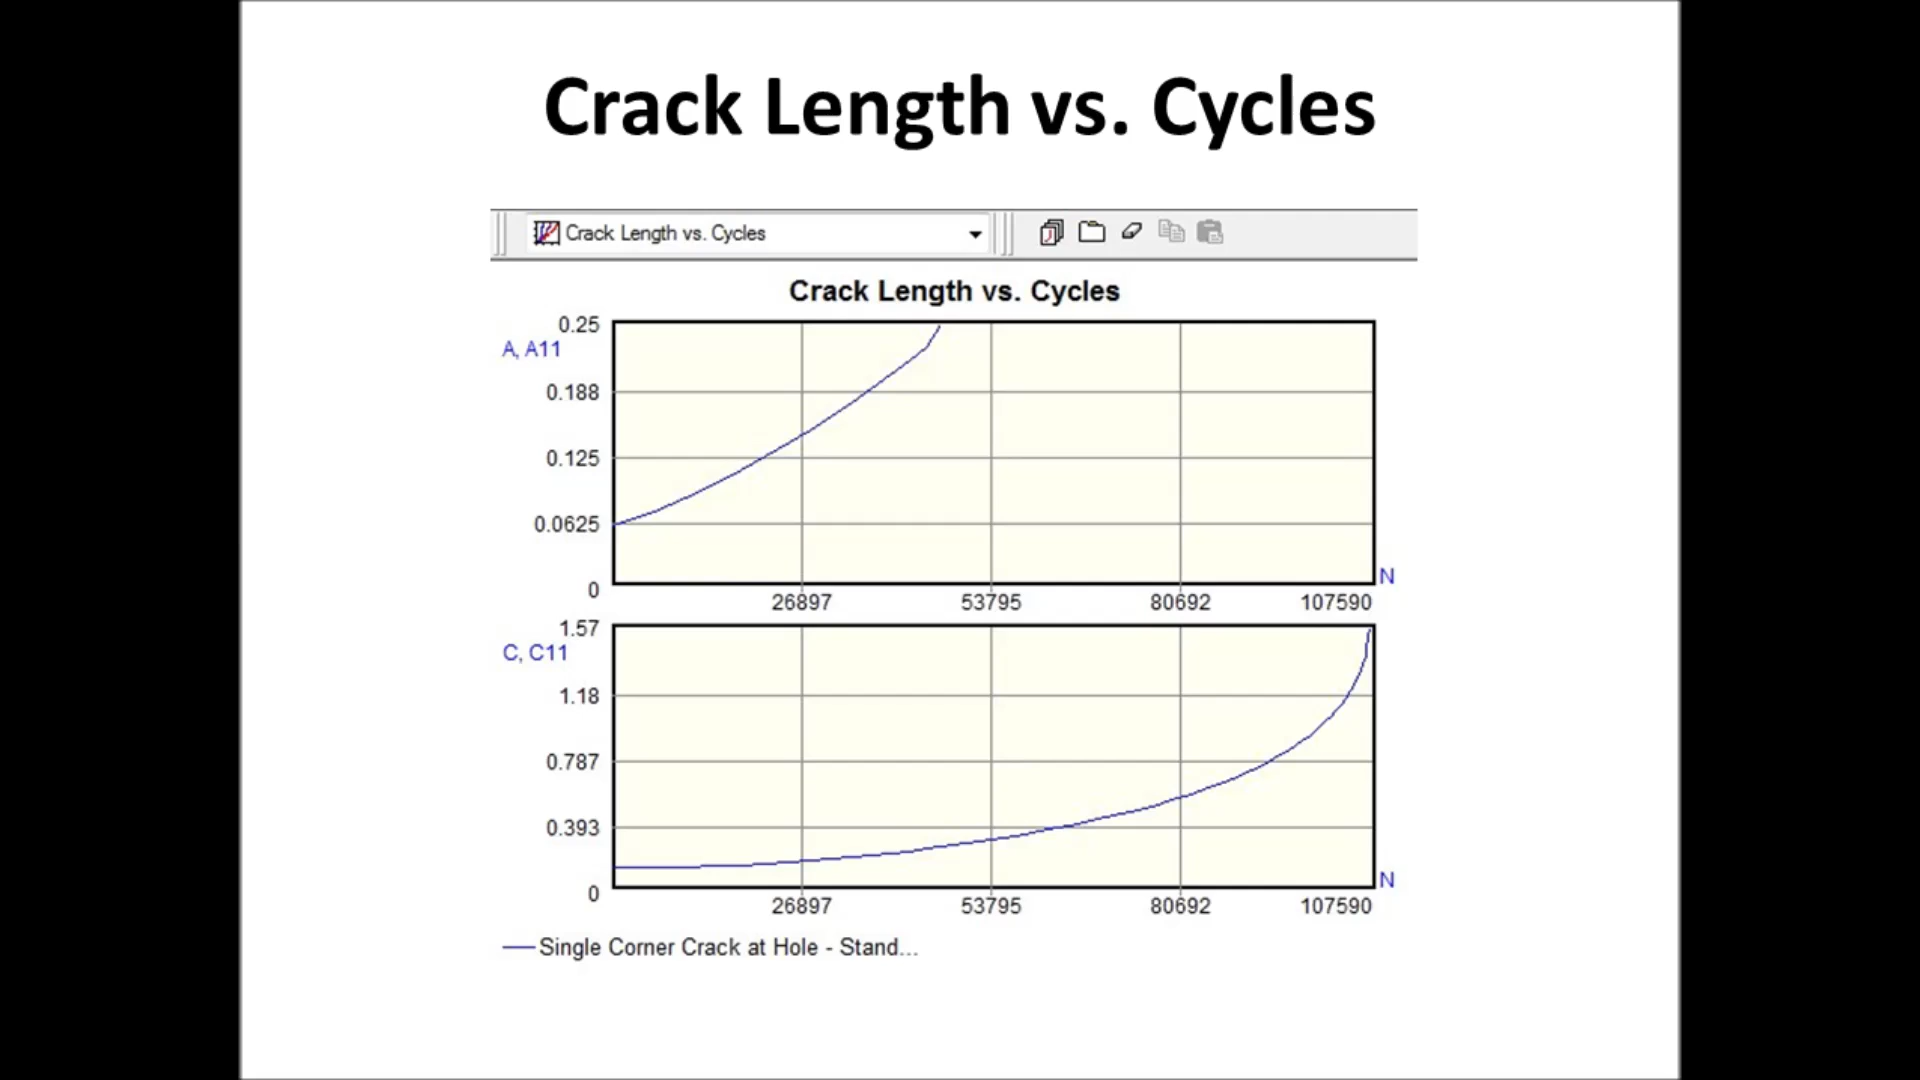 Crack Length vs. Cycles
Crack Length vs. Cycles
Crack Length vs. Cycles
0.25
A, A11
0.188
0.125
0.0625
0
N
26897 53795 80692 107590
1.57
C, C11
1.18
0.787
0.393
0
N
26897 53795 80692 107590
Single Corner Crack at Hole - Stand...